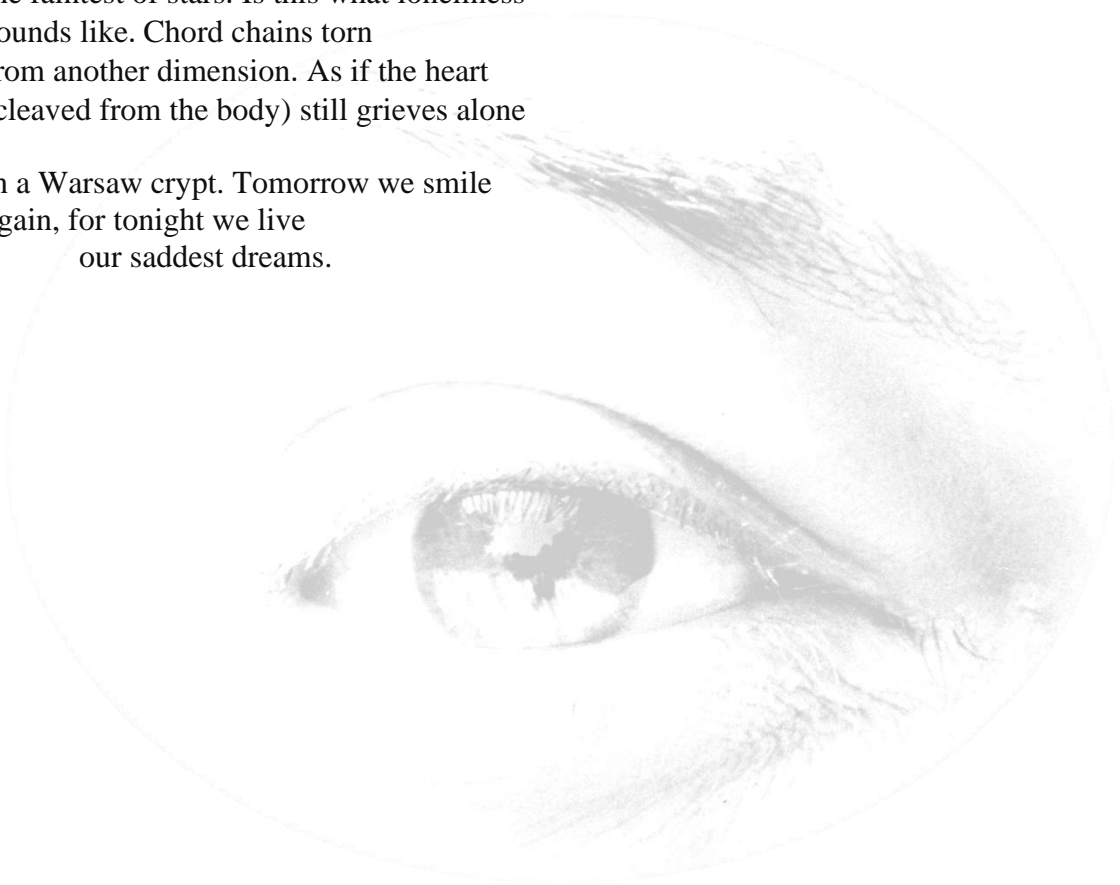 he faintest of stars. Is this what loneliness
ounds like. Chord chains torn
rom another dimension. As if the heart
cleaved from the body) still grieves alone
n a Warsaw crypt. Tomorrow we smile
gain, for tonight we live
our saddest dreams.